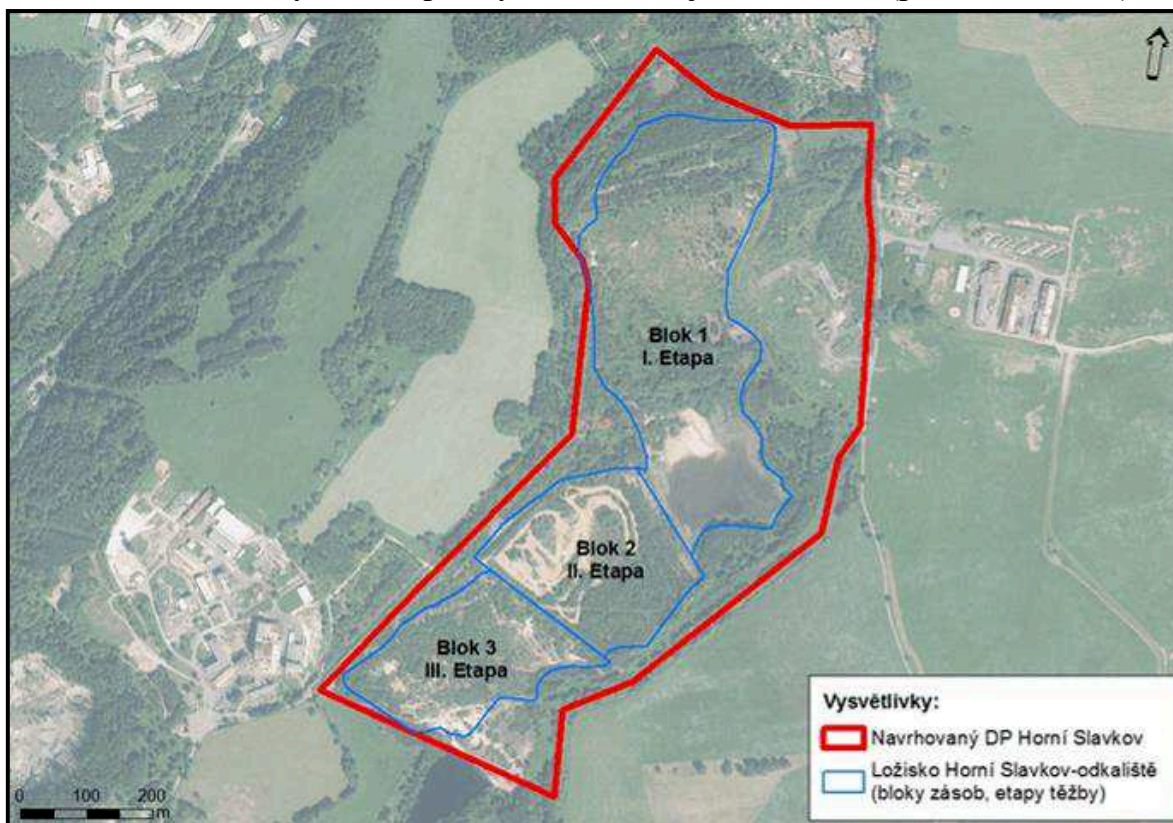 Blok 1
I. Etapa
Blok 2
II. Etapa
Blok 3
III. Etapa
Vysvětlivky:
Navrhovaný DP Horní Slavkov
Ložisko Horní Slavkov-odkaliště
(bloky zásob, etapy těžby)
0 100 200
m